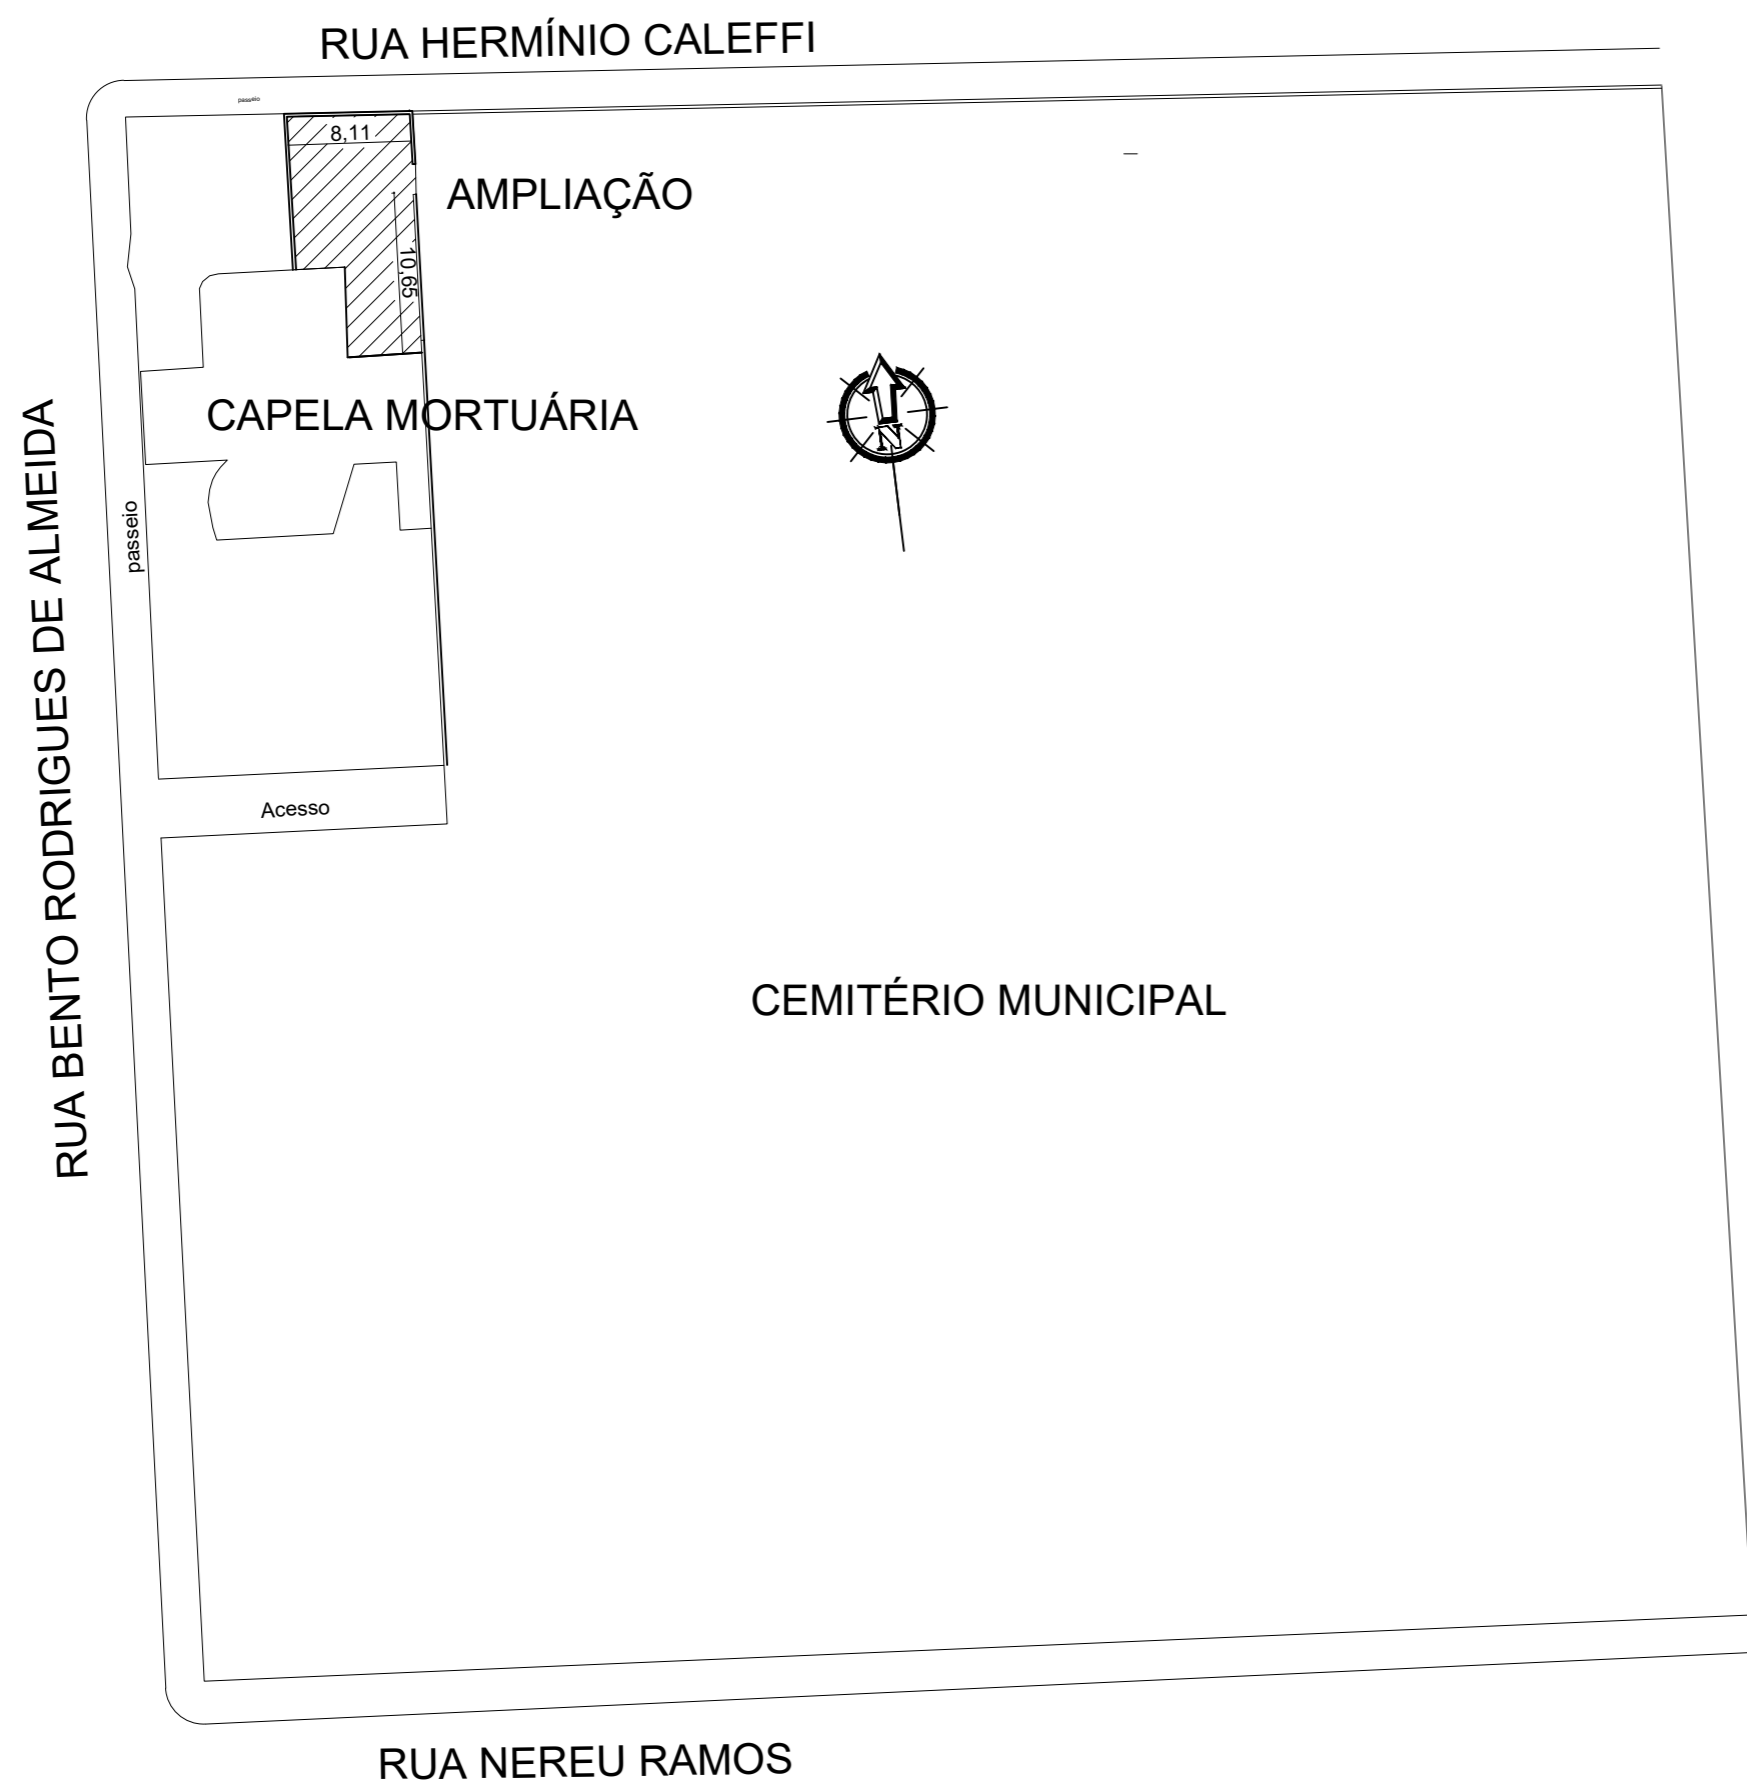 RUA HERMÍNIO CALEFFI
passeio
8,11
AMPLIAÇÃO
10,65
CAPELA MORTUÁRIA
N
RUA BENTO RODRIGUES DE ALMEIDA
passeio
Acesso
CEMITÉRIO MUNICIPAL
RUA NEREU RAMOS